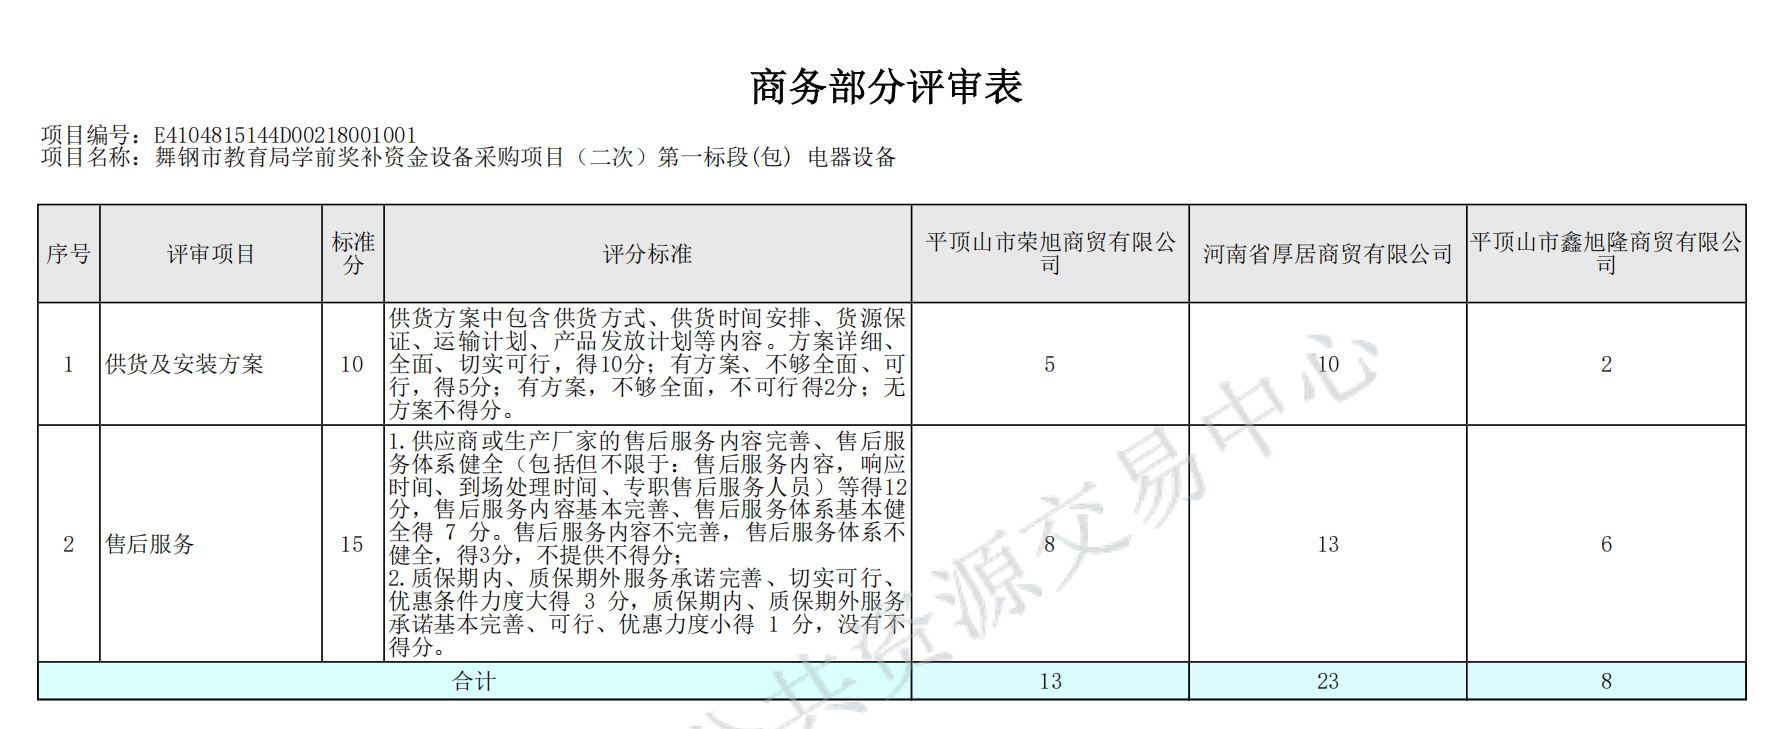 商务部分评审表
项目编号：E4104815144D00218001001
项目名称：舞钢市教育局学前奖补资金设备采购项目（二次）第一标段(包) 电器设备
序号
评审项目
标准
分
评分标准
平顶山市荣旭商贸有限公
司
河南省厚居商贸有限公司
平顶山市鑫旭隆商贸有限公
司
1
供货及安装方案
10
供货方案中包含供货方式、供货时间安排、货源保
证、运输计划、产品发放计划等内容。方案详细、
全面、切实可行，得10分；有方案、不够全面、可
行，得5分；有方案，不够全面，不可行得2分；无
方案不得分。
5
10
2
2
售后服务
15
1.供应商或生产厂家的售后服务内容完善、售后服
务体系健全（包括但不限于：售后服务内容，响应
时间、到场处理时间、专职售后服务人员）等得12
分，售后服务内容基本完善、售后服务体系基本健
全得 7 分。售后服务内容不完善，售后服务体系不
健全，得3分，不提供不得分；
2.质保期内、质保期外服务承诺完善、切实可行、
优惠条件力度大得 3 分，质保期内、质保期外服务
承诺基本完善、可行、优惠力度小得 1 分，没有不
得分。
8
13
6
合计
13
23
8
公共资源交易中心